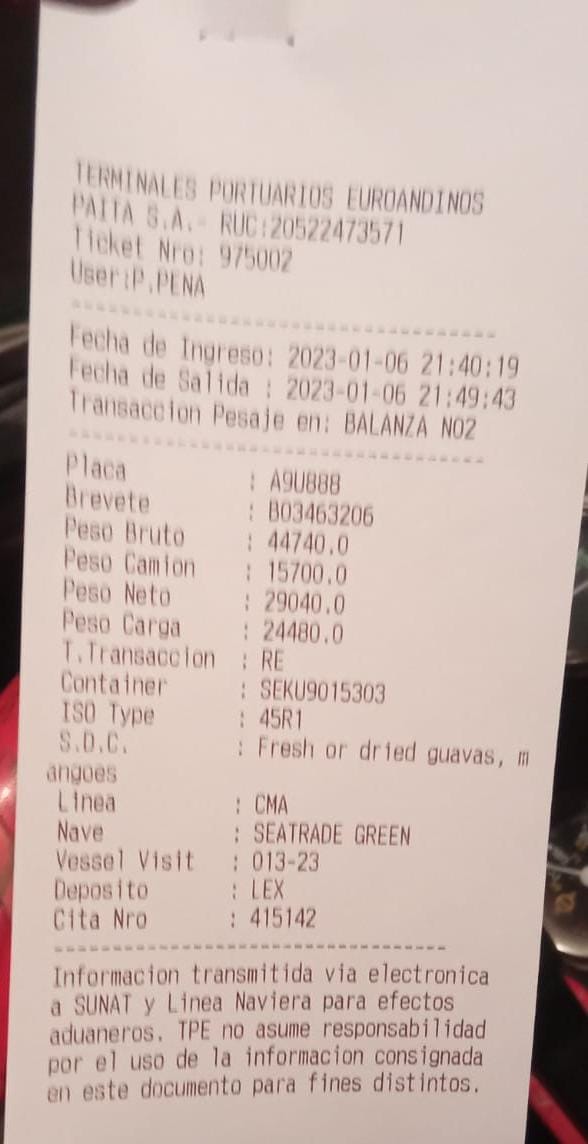 TERMINALES PORTUARIOS EUROANDINOS
PAITA S.A.- RUC:20522473571
Ticket Nro: 975002
User:P.PENA
------------------------------------
Fecha de Ingreso: 2023-01-06 21:40:19
Fecha de Salida : 2023-01-06 21:49:43
Transaccion Pesaje en: BALANZA N02
------------------------------------
Placa : A9U888
Brevete : B03463206
Peso Bruto : 44740.0
Peso Camion : 15700.0
Peso Neto : 29040.0
Peso Carga : 24480.0
T.Transaccion : RE
Container : SEKU9015303
ISO Type : 45R1
S.D.C. : Fresh or dried guavas, m
angoes
Linea : CMA
Nave : SEATRADE GREEN
Vessel Visit : 013-23
Deposito : LEX
Cita Nro : 415142
------------------------------------
Informacion transmitida via electronica
a SUNAT y Linea Naviera para efectos
aduaneros. TPE no asume responsabilidad
por el uso de la informacion consignada
en este documento para fines distintos.